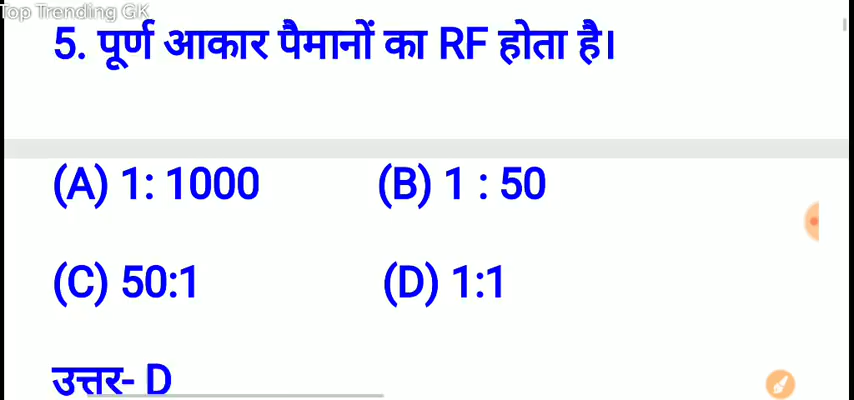 Top Trending GK
5. पूर्ण आकार पैमानों का RF होता है।
(A) 1: 1000 (B) 1 : 50
(C) 50:1 (D) 1:1
उत्तर- D